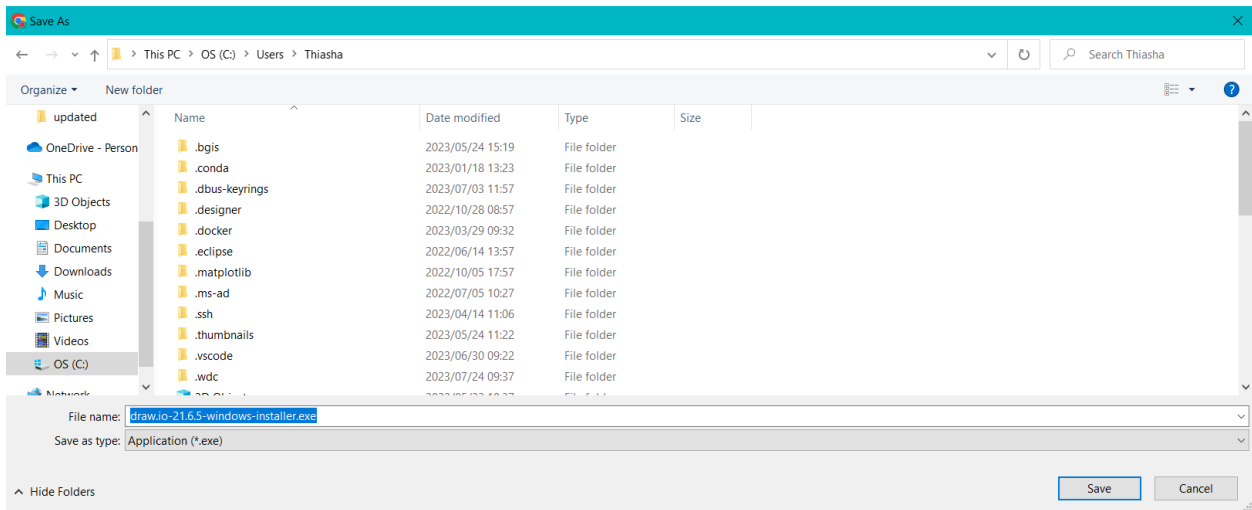 Save As
This PC > OS (C:) > Users > Thiasha
Search Thiasha
Organize
New folder
Name Date modified Type Size
updated
OneDrive - Person
This PC
3D Objects
Desktop
Documents
Downloads
Music
Pictures
Videos
OS (C:)
Network
.bgis 2023/05/24 15:19 File folder
.conda 2023/01/18 13:23 File folder
.dbus-keyrings 2023/07/03 11:57 File folder
.designer 2022/10/28 08:57 File folder
.docker 2023/03/29 09:32 File folder
.eclipse 2022/06/14 13:57 File folder
.matplotlib 2022/10/05 17:57 File folder
.ms-ad 2022/07/05 10:27 File folder
.ssh 2023/04/14 11:06 File folder
.thumbnails 2023/05/24 11:22 File folder
.vscode 2023/06/30 09:22 File folder
.wdc 2023/07/24 09:37 File folder
File name: draw.io-21.6.5-windows-installer.exe
Save as type: Application (*.exe)
Hide Folders
Save
Cancel